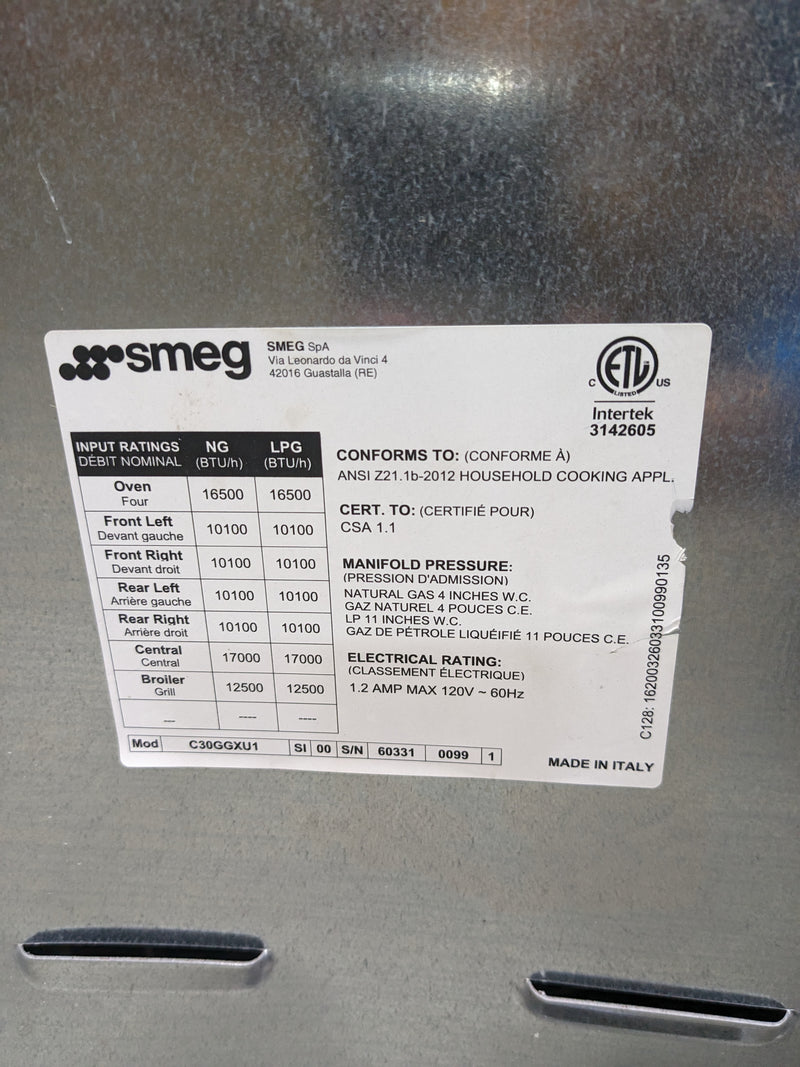 smeg
SMEG SpA
Via Leonardo da Vinci 4
42016 Guastalla (RE)
C ETL US
LISTED
Intertek
3142605
INPUT RATINGS NG LPG
DÉBIT NOMINAL (BTU/h) (BTU/h)
Oven
Four 16500 16500
Front Left
Devant gauche 10100 10100
Front Right
Devant droit 10100 10100
Rear Left
Arrière gauche 10100 10100
Rear Right
Arrière droit 10100 10100
Central
Central 17000 17000
Broiler
Grill 12500 12500
--- ---- ----
CONFORMS TO: (CONFORME À)
ANSI Z21.1b-2012 HOUSEHOLD COOKING APPL.
CERT. TO: (CERTIFIÉ POUR)
CSA 1.1
MANIFOLD PRESSURE:
(PRESSION D'ADMISSION)
NATURAL GAS 4 INCHES W.C.
GAZ NATUREL 4 POUCES C.E.
LP 11 INCHES W.C.
GAZ DE PÉTROLE LIQUÉIFIÉ 11 POUCES C.E.
ELECTRICAL RATING:
(CLASSEMENT ÉLECTRIQUE)
1.2 AMP MAX 120V ~ 60Hz
C128: 16200326033100990135
Mod C30GGXU1 SI 00 S/N 60331 0099 1
MADE IN ITALY